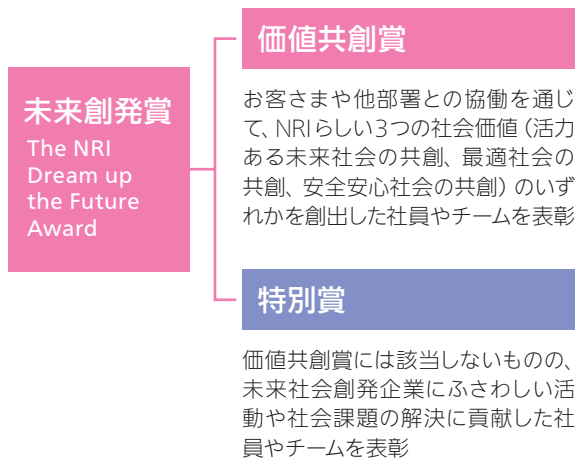 未来創発賞
The NRI
Dream up
the Future
Award
価値共創賞
お客さまや他部署との協働を通じ
て、NRIらしい3つの社会価値（活力
ある未来社会の共創、最適社会の
共創、安全安心社会の共創）のいず
れかを創出した社員やチームを表彰
特別賞
価値共創賞には該当しないものの、
未来社会創発企業にふさわしい活
動や社会課題の解決に貢献した社
員やチームを表彰